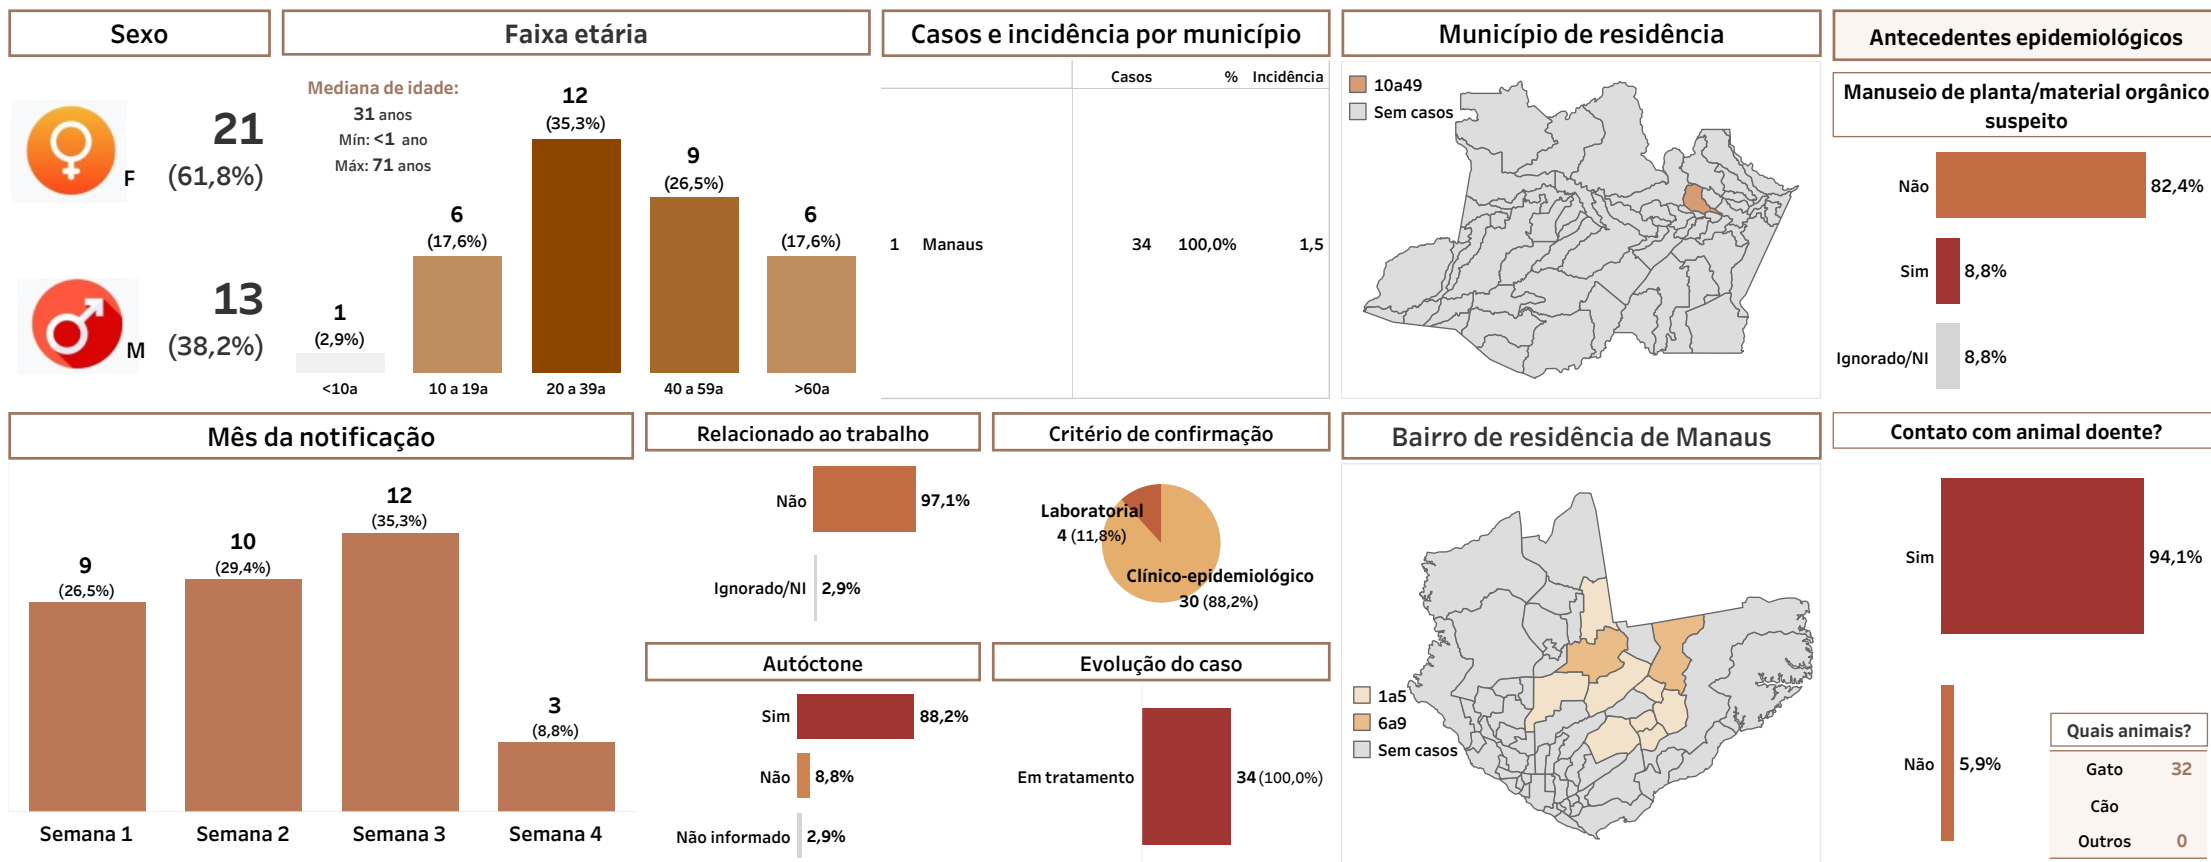 Sexo
21
F
(61,8%)
13
M
(38,2%)
Faixa etária
Mediana de idade:
31 anos
Mín: <1 ano
Máx: 71 anos
1
(2,9%)
6
(17,6%)
12
(35,3%)
9
(26,5%)
6
(17,6%)
<10a
10 a 19a
20 a 39a
40 a 59a
>60a
Casos e incidência por município
Casos % Incidência
1 Manaus 34 100,0% 1,5
Município de residência
10a49
Sem casos
Antecedentes epidemiológicos
Manuseio de planta/material orgânico
suspeito
Não 82,4%
Sim 8,8%
Ignorado/NI 8,8%
Mês da notificação
9
(26,5%)
10
(29,4%)
12
(35,3%)
3
(8,8%)
Semana 1
Semana 2
Semana 3
Semana 4
Relacionado ao trabalho
Não 97,1%
Ignorado/NI 2,9%
Critério de confirmação
Laboratorial
4 (11,8%)
Clínico-epidemiológico
30 (88,2%)
Autóctone
Sim 88,2%
Não 8,8%
Não informado 2,9%
Evolução do caso
Em tratamento 34 (100,0%)
Bairro de residência de Manaus
1a5
6a9
Sem casos
Contato com animal doente?
Sim 94,1%
Não 5,9%
Quais animais?
Gato 32
Cão
Outros 0